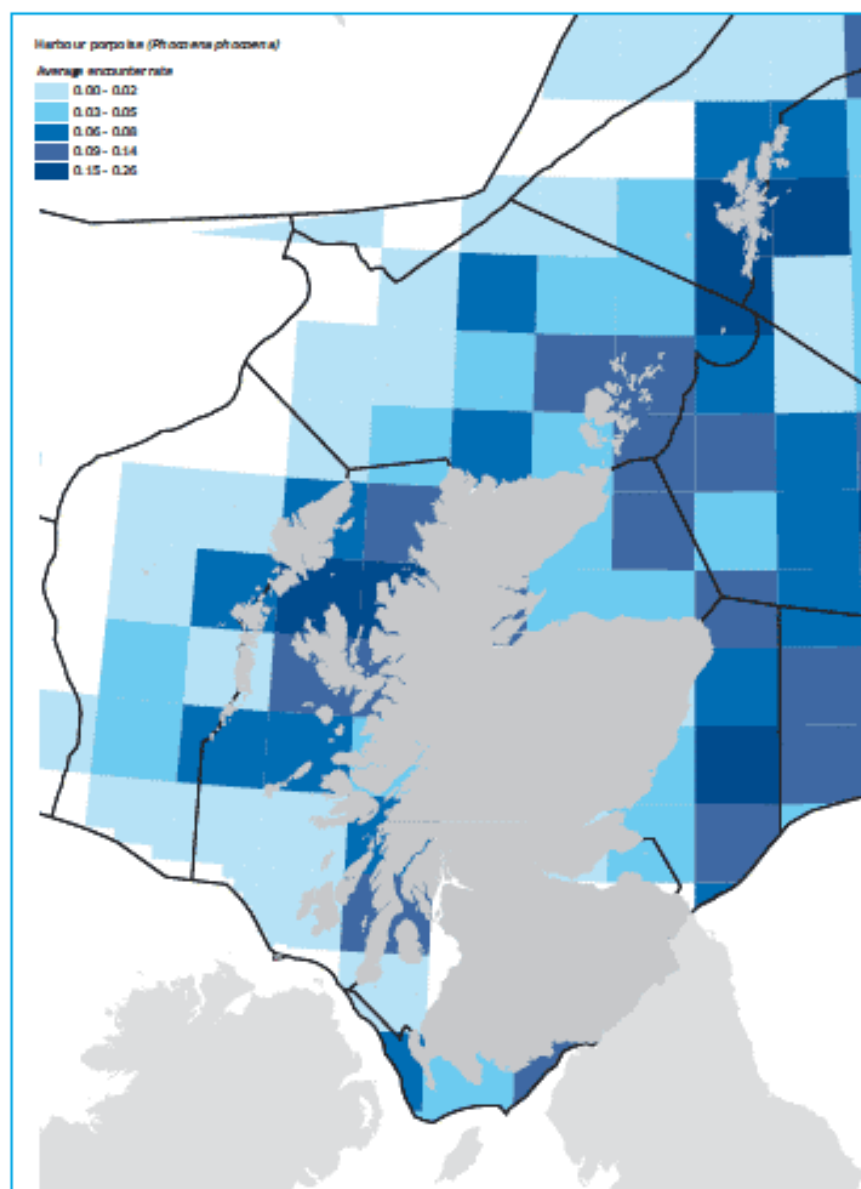 Harbour porpoise (Phocoena phocoena)
Average encounter rate
0.00 - 0.02
0.03 - 0.05
0.06 - 0.08
0.09 - 0.14
0.15 - 0.26